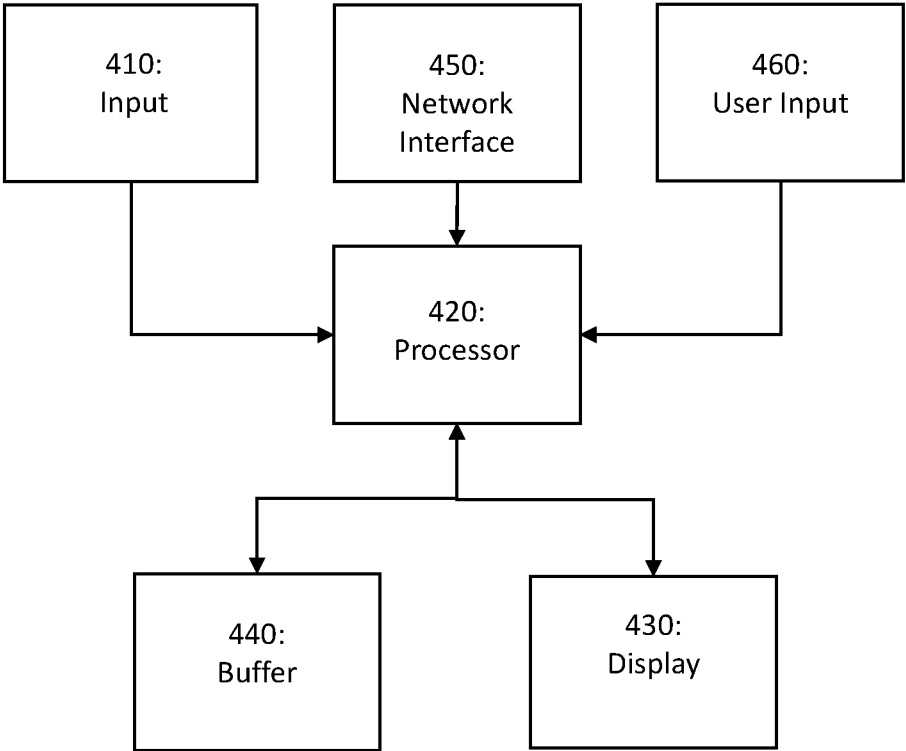 410:
Input
450:
Network
Interface
460:
User Input
420:
Processor
440:
Buffer
430:
Display